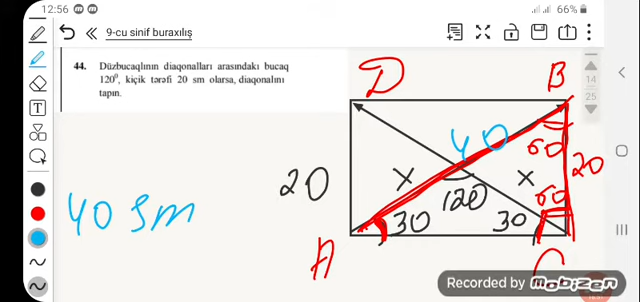 12:56
66%
9-cu sinif buraxılış
44. Düzbucaqlının diaqonalları arasındakı bucaq
120⁰, kiçik tərəfi 20 sm olarsa, diaqonalını
tapın.
14
25
D B
40
60
20 x x 20
120 60
40 sm 30 30
A C
Recorded by mobizen